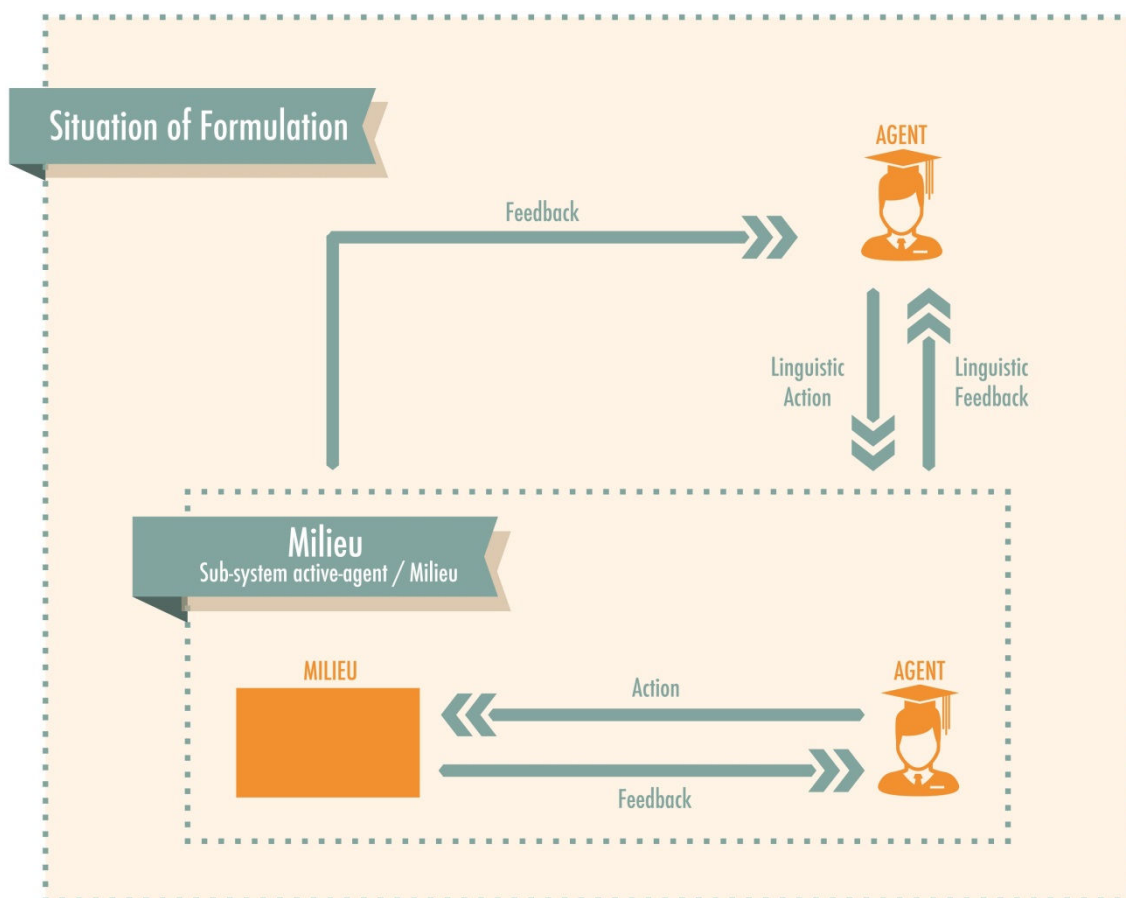 Situation of Formulation
AGENT
Feedback
Linguistic
Action
Linguistic
Feedback
Milieu
Sub-system active-agent / Milieu
MILIEU
AGENT
Action
Feedback